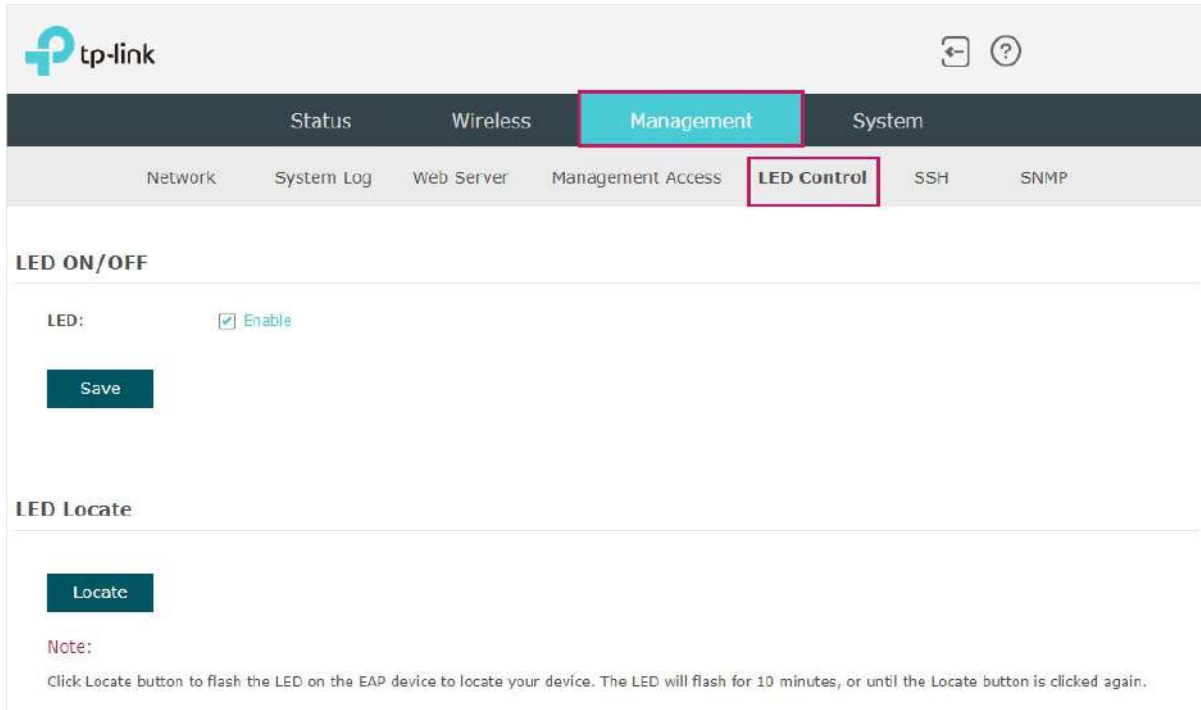 tp-link
?
Status Wireless Management System
Network System Log Web Server Management Access LED Control SSH SNMP
LED ON/OFF
LED: Enable
Save
LED Locate
Locate
Note:
Click Locate button to flash the LED on the EAP device to locate your device. The LED will flash for 10 minutes, or until the Locate button is clicked again.